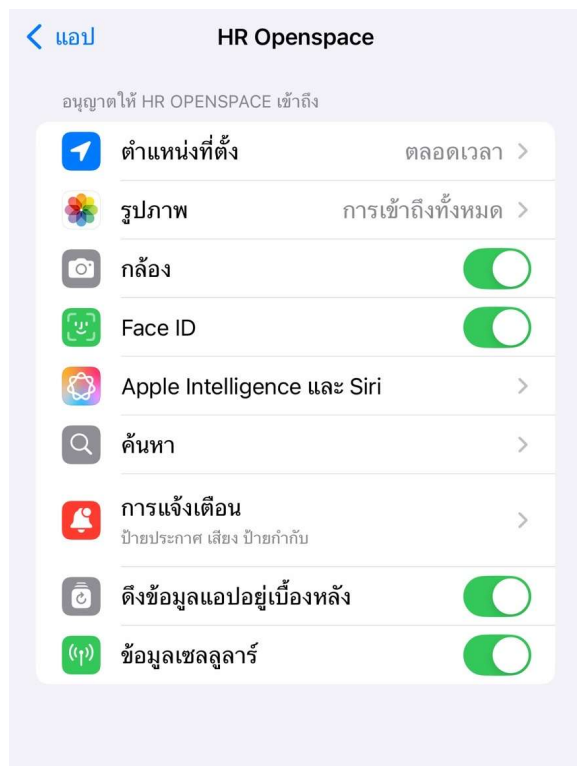 แอป
HR Openspace
อนุญาตให้ HR OPENSPACE เข้าถึง
ตำแหน่งที่ตั้ง ตลอดเวลา
รูปภาพ การเข้าถึงทั้งหมด
กล้อง
Face ID
Apple Intelligence และ Siri
ค้นหา
การแจ้งเตือน
ป้ายประกาศ เสียง ป้ายกำกับ
ดึงข้อมูลแอปอยู่เบื้องหลัง
ข้อมูลเซลลูลาร์